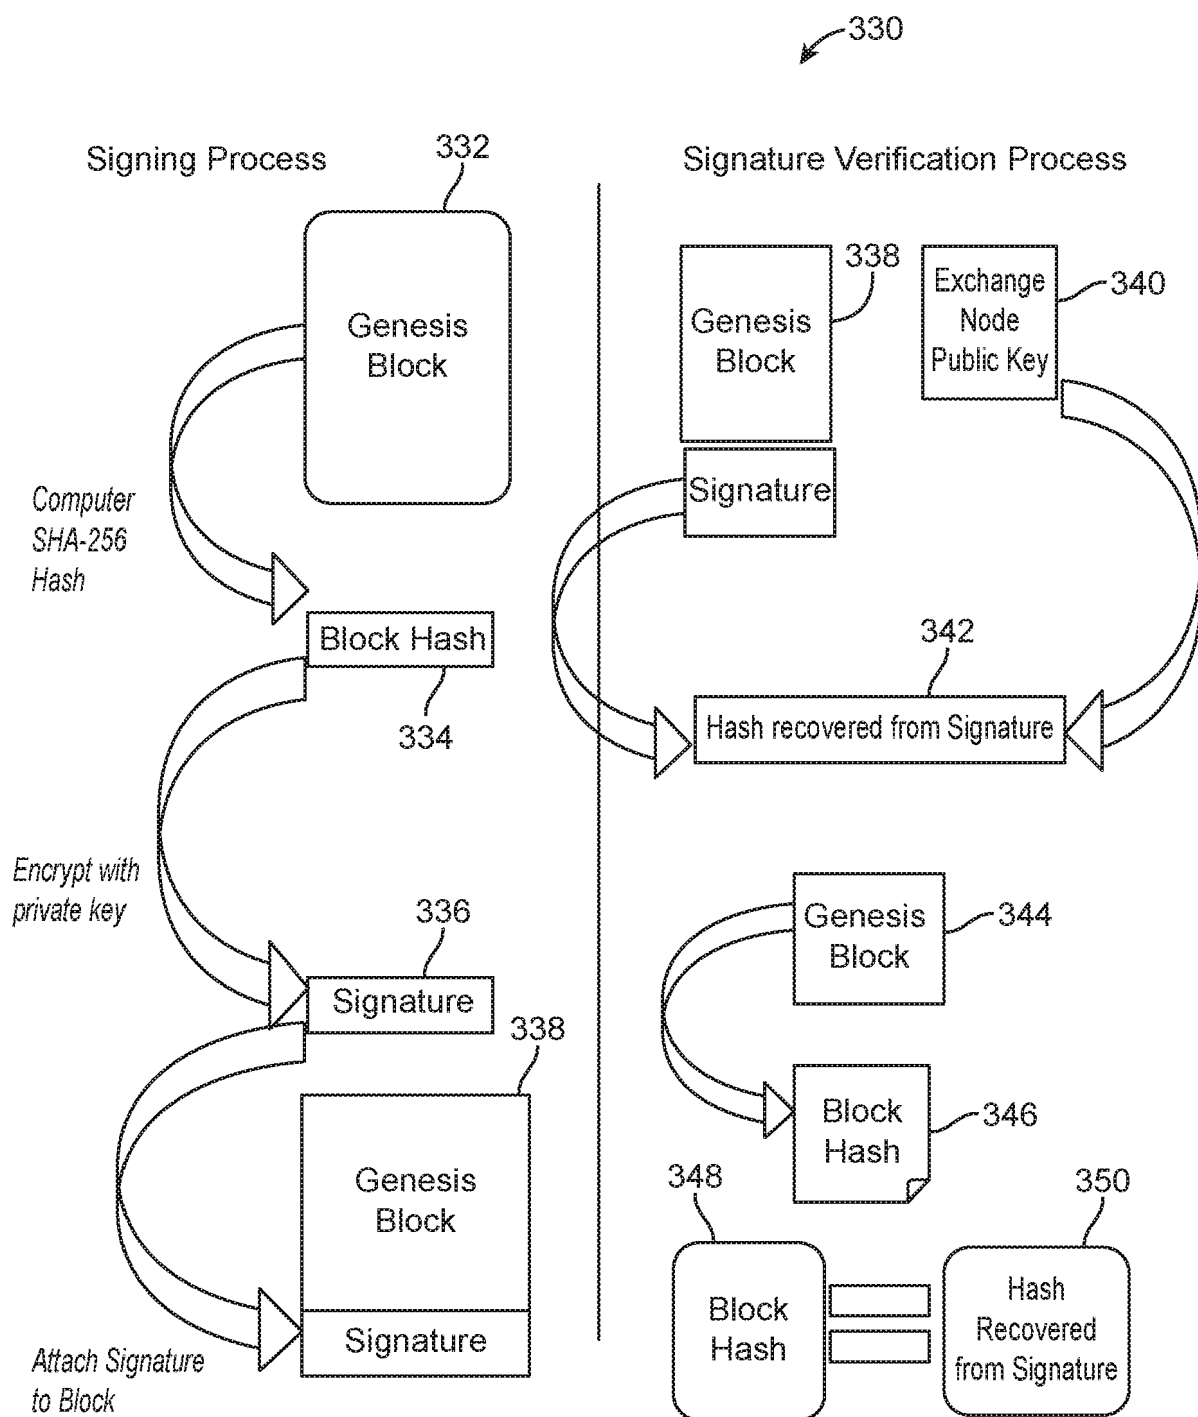 330
Signing Process
332
Genesis
Block
Computer
SHA-256
Hash
Block Hash
334
Encrypt with
private key
336
Signature
338
Genesis
Block
Signature
Attach Signature
to Block
Signature Verification Process
Genesis
Block
338
Signature
Exchange
Node
Public Key
340
342
Hash recovered from Signature
Genesis
Block
344
Block
Hash
346
348
Block
Hash
350
Hash
Recovered
from Signature